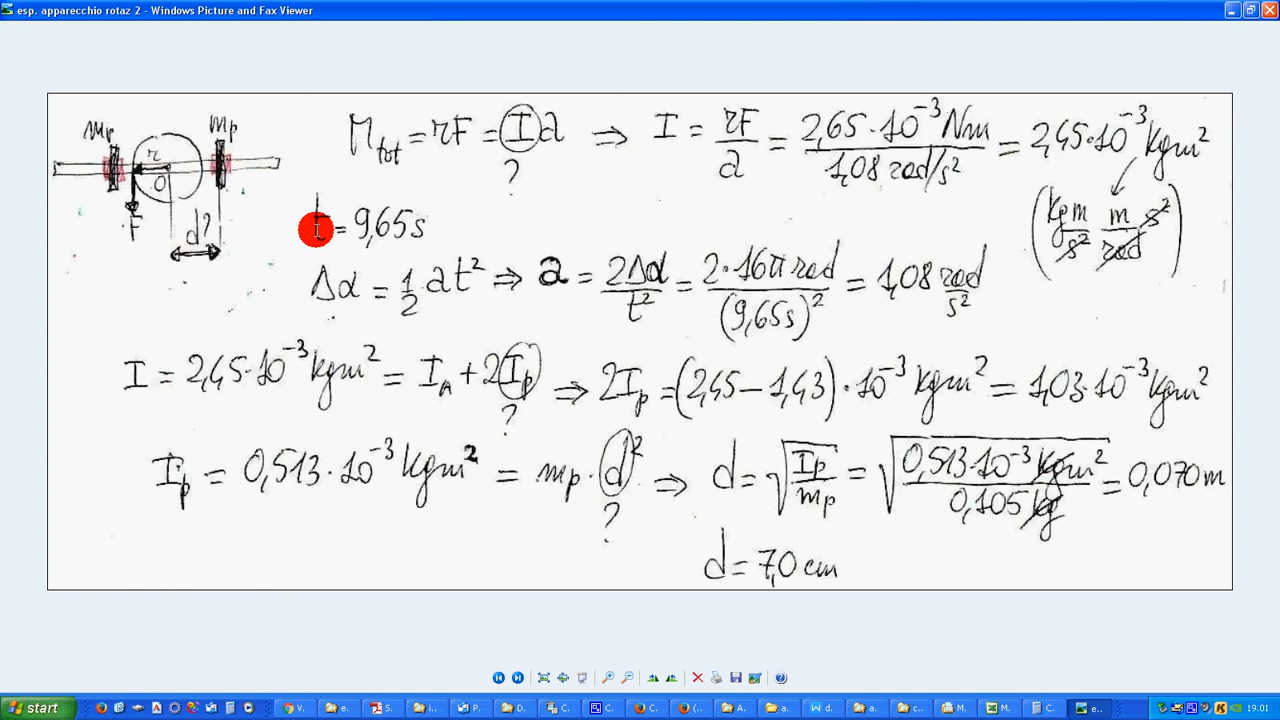 esp. apparecchio rotaz 2 - Windows Picture and Fax Viewer
mp
mp
r
O
F
d?
M_tot = rF = I a ⇒ I = rF/a = 2,65·10⁻³ Nm / 1,08 rad/s² = 2,45·10⁻³ kgm²
?
(kg m/s² m/rad s²)
t = 9,65 s
Δα = 1/2 at² ⇒ a = 2Δα/t² = 2·16π rad/(9,65s)² = 1,08 rad/s²
I = 2,45·10⁻³ kgm² = I_A + 2I_p ⇒ 2I_p = (2,45 − 1,43)·10⁻³ kgm² = 1,03·10⁻³ kgm²
?
I_p = 0,513·10⁻³ kgm² = mp·d² ⇒ d = √(I_p/mp) = √(0,513·10⁻³ kgm²/0,105 kg) = 0,070 m
?
d = 7,0 cm
start
V.
e.
S.
i..
P.
D.
C.
C.
C.
(.
A.
a.
d.
a.
c..
M.
M.
M.
e..
19.01